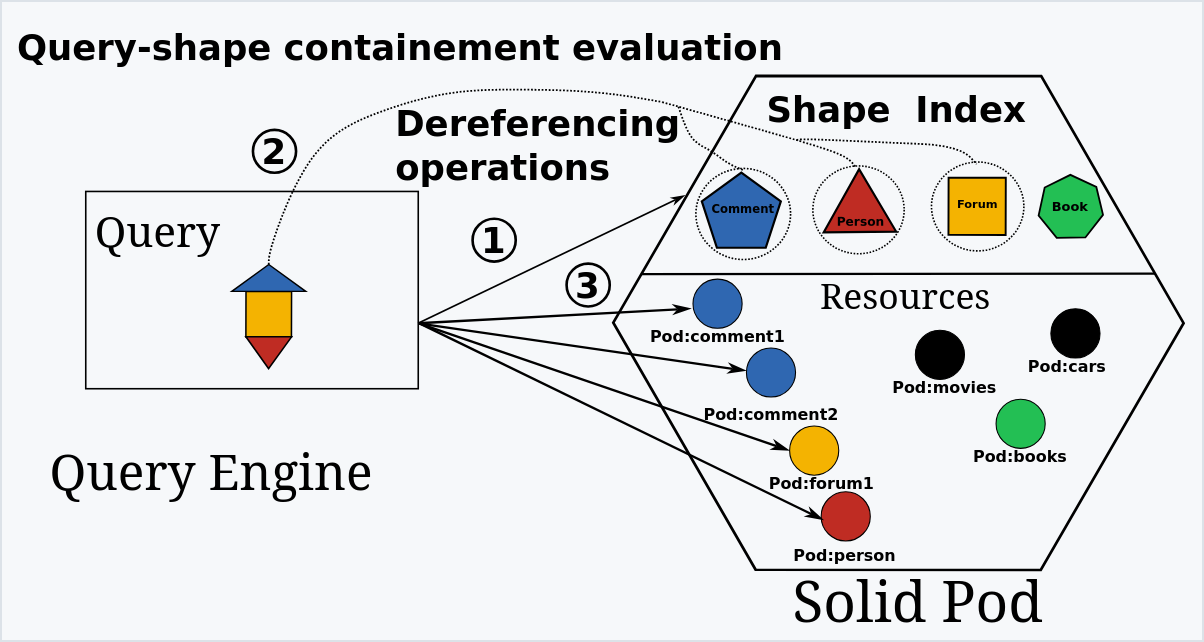 Query-shape containement evaluation
Shape Index
Dereferencing
operations
②
Comment
Person
Forum
Book
Query
①
③
Resources
Pod:comment1
Pod:cars
Pod:movies
Pod:comment2
Pod:books
Query Engine
Pod:forum1
Pod:person
Solid Pod